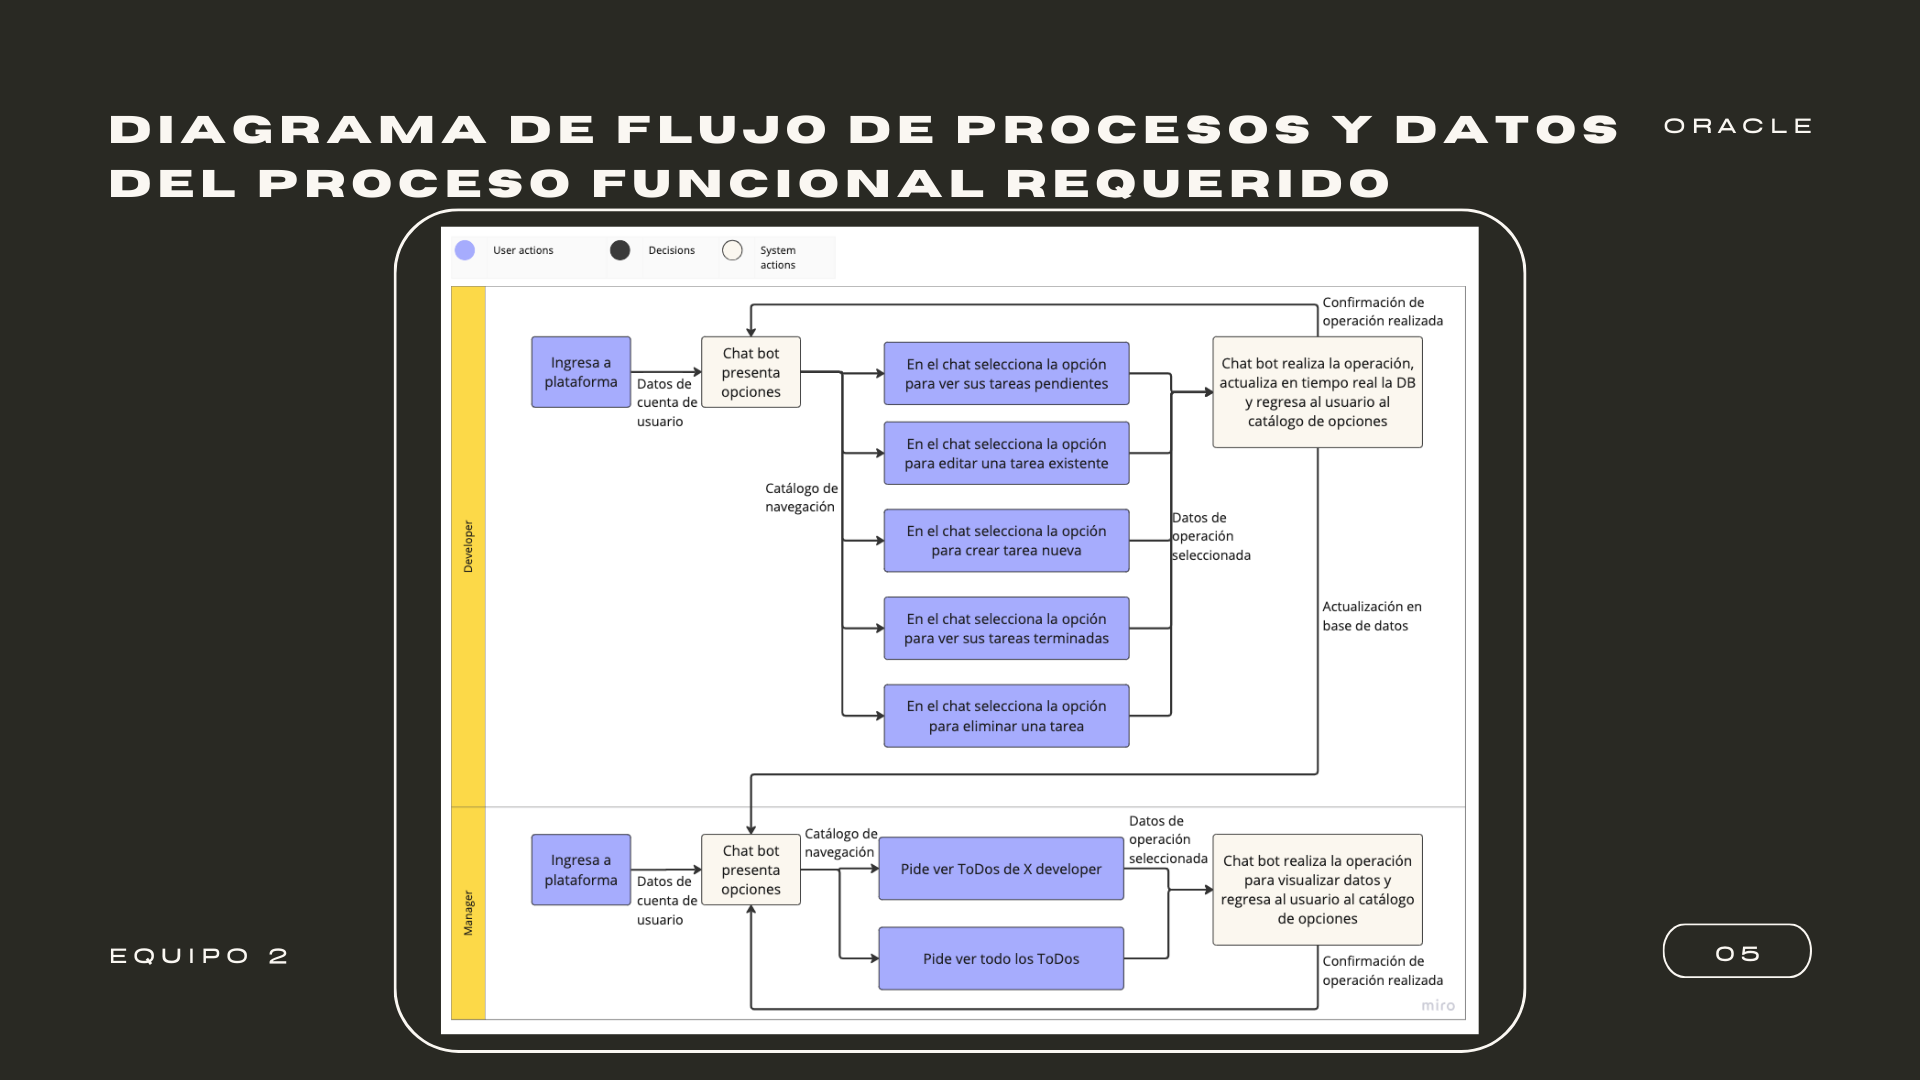 DIAGRAMA DE FLUJO DE PROCESOS Y DATOS
DEL PROCESO FUNCIONAL REQUERIDO
ORACLE
User actions
Decisions
System
actions
Developer
Confirmación de
operación realizada
Ingresa a
plataforma
Datos de
cuenta de
usuario
Chat bot
presenta
opciones
Catálogo de
navegación
En el chat selecciona la opción
para ver sus tareas pendientes
En el chat selecciona la opción
para editar una tarea existente
En el chat selecciona la opción
para crear tarea nueva
En el chat selecciona la opción
para ver sus tareas terminadas
En el chat selecciona la opción
para eliminar una tarea
Datos de
operación
seleccionada
Chat bot realiza la operación,
actualiza en tiempo real la DB
y regresa al usuario al
catálogo de opciones
Actualización en
base de datos
Manager
Ingresa a
plataforma
Datos de
cuenta de
usuario
Chat bot
presenta
opciones
Catálogo de
navegación
Pide ver ToDos de X developer
Pide ver todo los ToDos
Datos de
operación
seleccionada
Chat bot realiza la operación
para visualizar datos y
regresa al usuario al catálogo
de opciones
Confirmación de
operación realizada
miro
EQUIPO 2
05